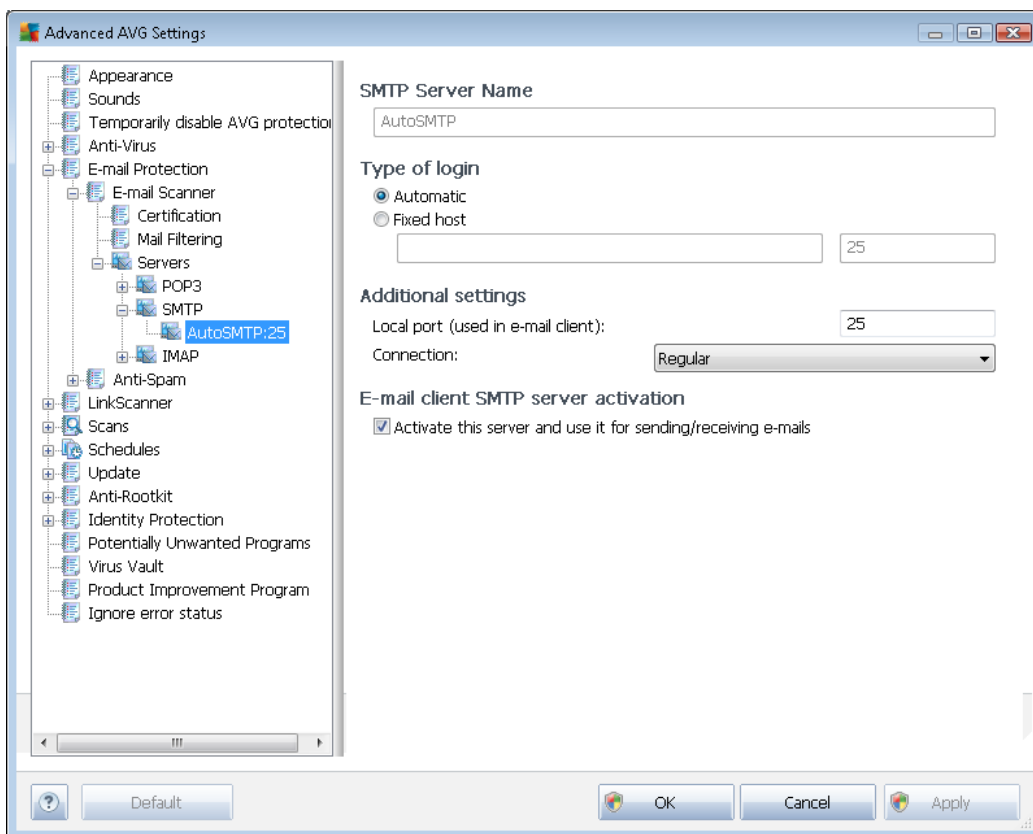 Advanced AVG Settings
Appearance
Sounds
Temporarily disable AVG protection
Anti-Virus
E-mail Protection
E-mail Scanner
Certification
Mail Filtering
Servers
POP3
SMTP
AutoSMTP:25
IMAP
Anti-Spam
LinkScanner
Scans
Schedules
Update
Anti-Rootkit
Identity Protection
Potentially Unwanted Programs
Virus Vault
Product Improvement Program
Ignore error status
SMTP Server Name
AutoSMTP
Type of login
Automatic
Fixed host
25
Additional settings
Local port (used in e-mail client):
25
Connection:
Regular
E-mail client SMTP server activation
Activate this server and use it for sending/receiving e-mails
?
Default
OK
Cancel
Apply